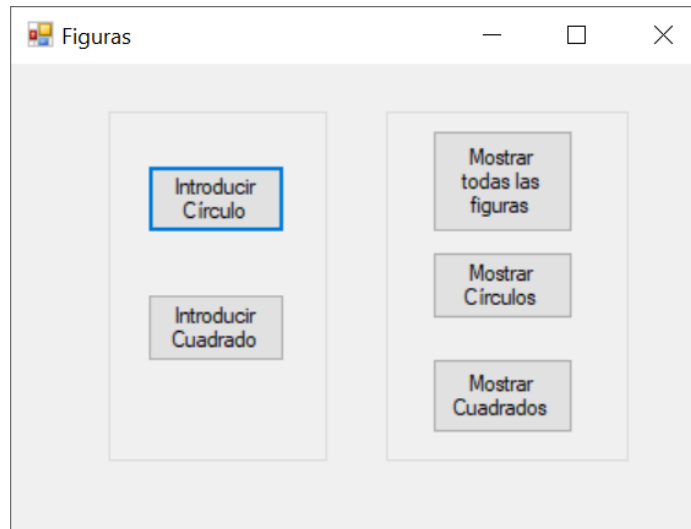 Figuras
Introducir
Círculo
Introducir
Cuadrado
Mostrar
todas las
figuras
Mostrar
Círculos
Mostrar
Cuadrados